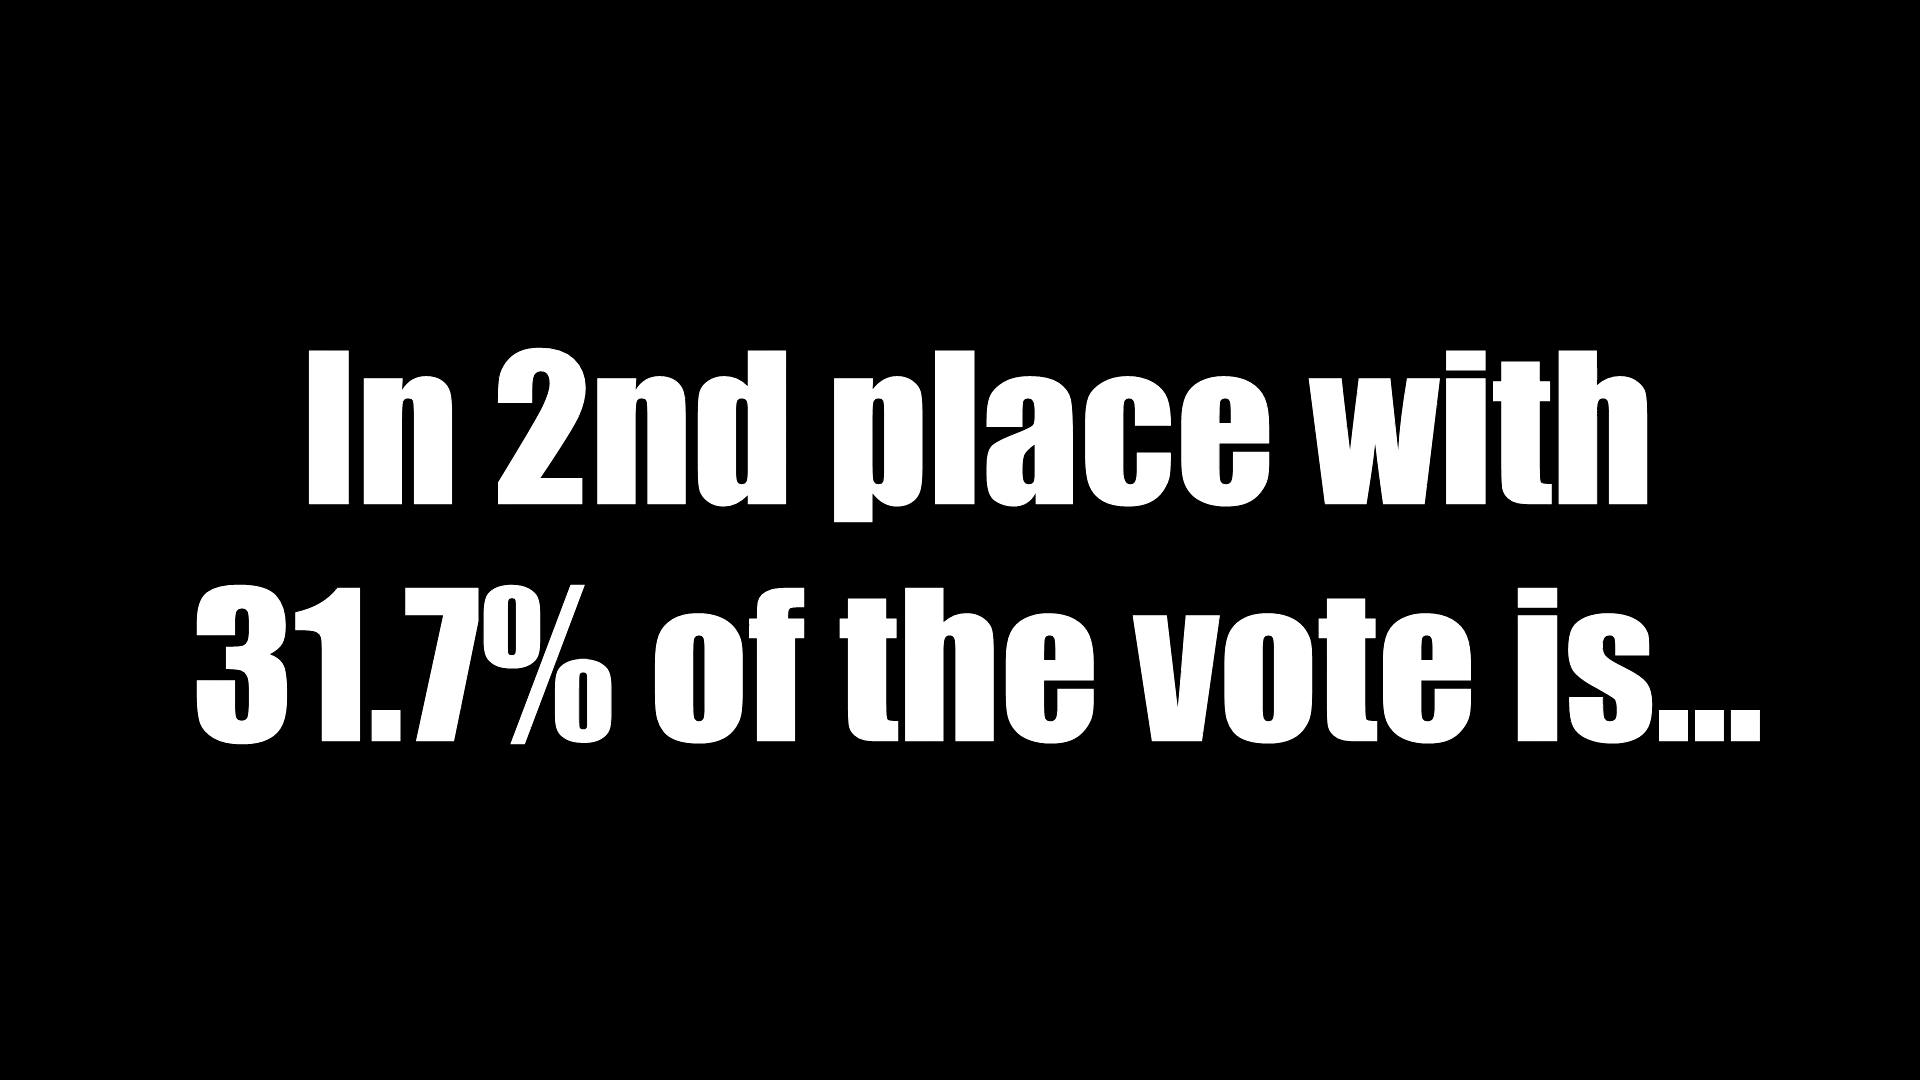 In 2nd place with
31.7% of the vote is...